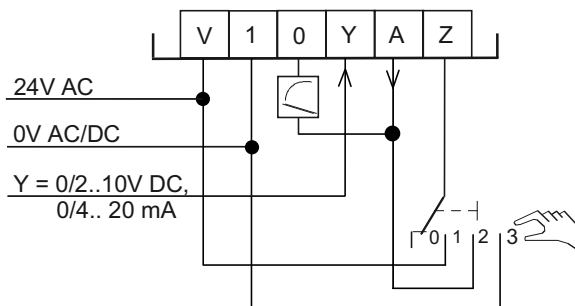 V 1 0 Y A Z
24V AC
0V AC/DC
Y = 0/2..10V DC,
0/4.. 20 mA
0 1 2 3